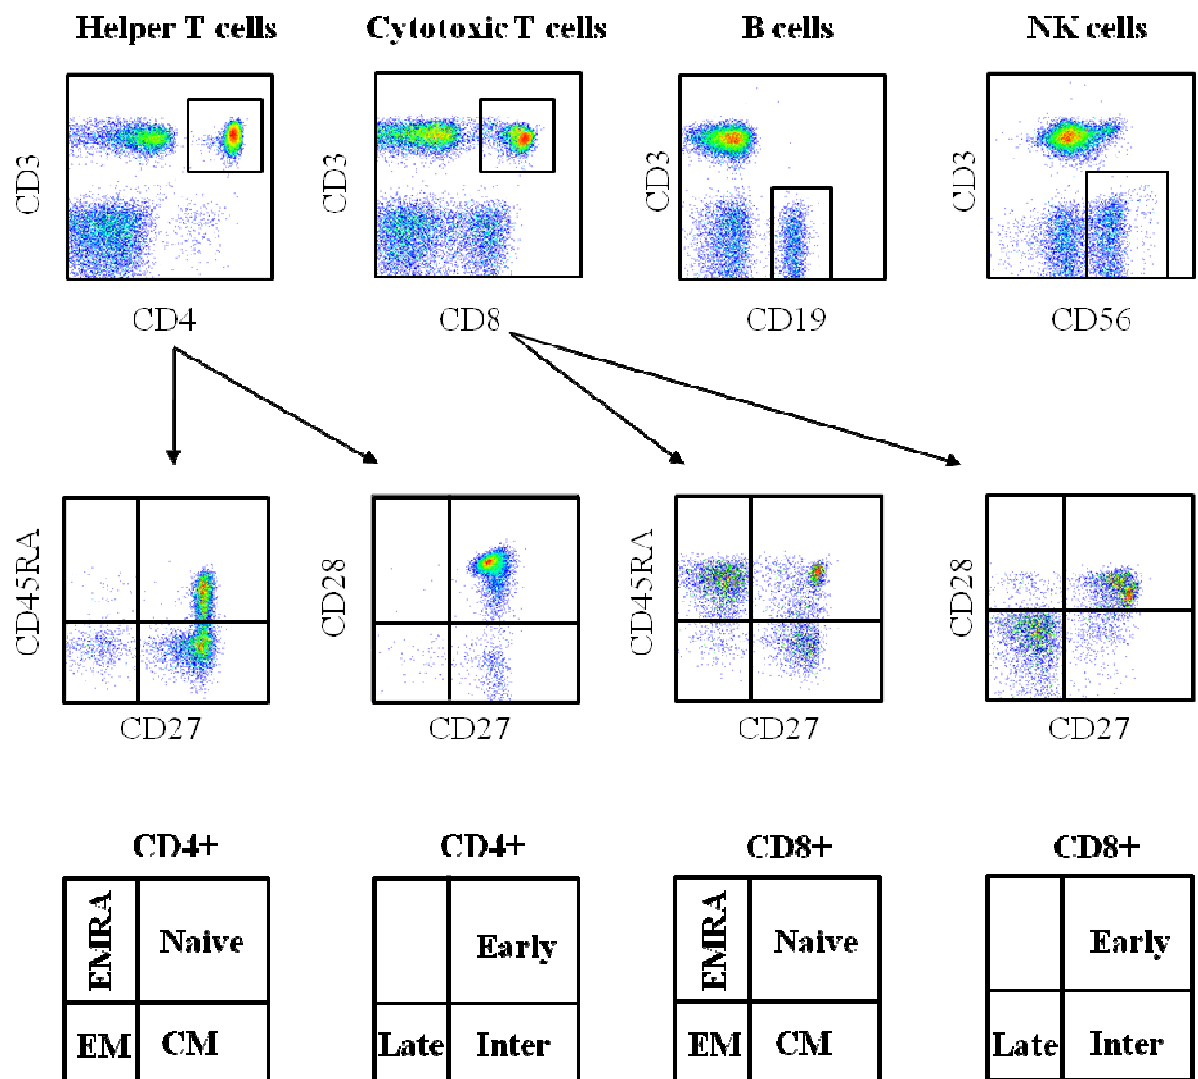 Helper T cells Cytotoxic T cells B cells NK cells
CD3 CD3 CD3 CD3
CD4 CD8 CD19 CD56
CD45RA CD28 CD45RA CD28
CD27 CD27 CD27 CD27
CD4+ CD4+ CD8+ CD8+
EMRA Naive Early EMRA Naive Early
EM CM Late Inter EM CM Late Inter